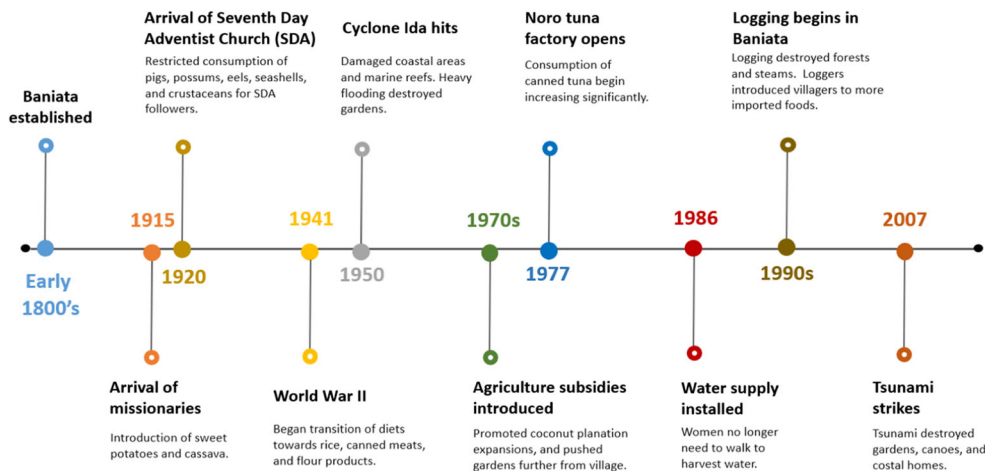 Baniata
established
Early
1800's
1915
Arrival of
missionaries
Introduction of sweet
potatoes and cassava.
Arrival of Seventh Day
Adventist Church (SDA)
Restricted consumption of
pigs, possums, eels, seashells,
and crustaceans for SDA
followers.
1920
1941
World War II
Began transition of diets
towards rice, canned meats,
and flour products.
Cyclone Ida hits
Damaged coastal areas
and marine reefs. Heavy
flooding destroyed
gardens.
1950
1970s
Agriculture subsidies
introduced
Promoted coconut planation
expansions, and pushed
gardens further from village.
Noro tuna
factory opens
Consumption of
canned tuna begin
increasing significantly.
1977
1986
Water supply
installed
Women no longer
need to walk to
harvest water.
Logging begins in
Baniata
Logging destroyed forests
and steams.  Loggers
introduced villagers to more
imported foods.
1990s
2007
Tsunami
strikes
Tsunami destroyed
gardens, canoes, and
costal homes.